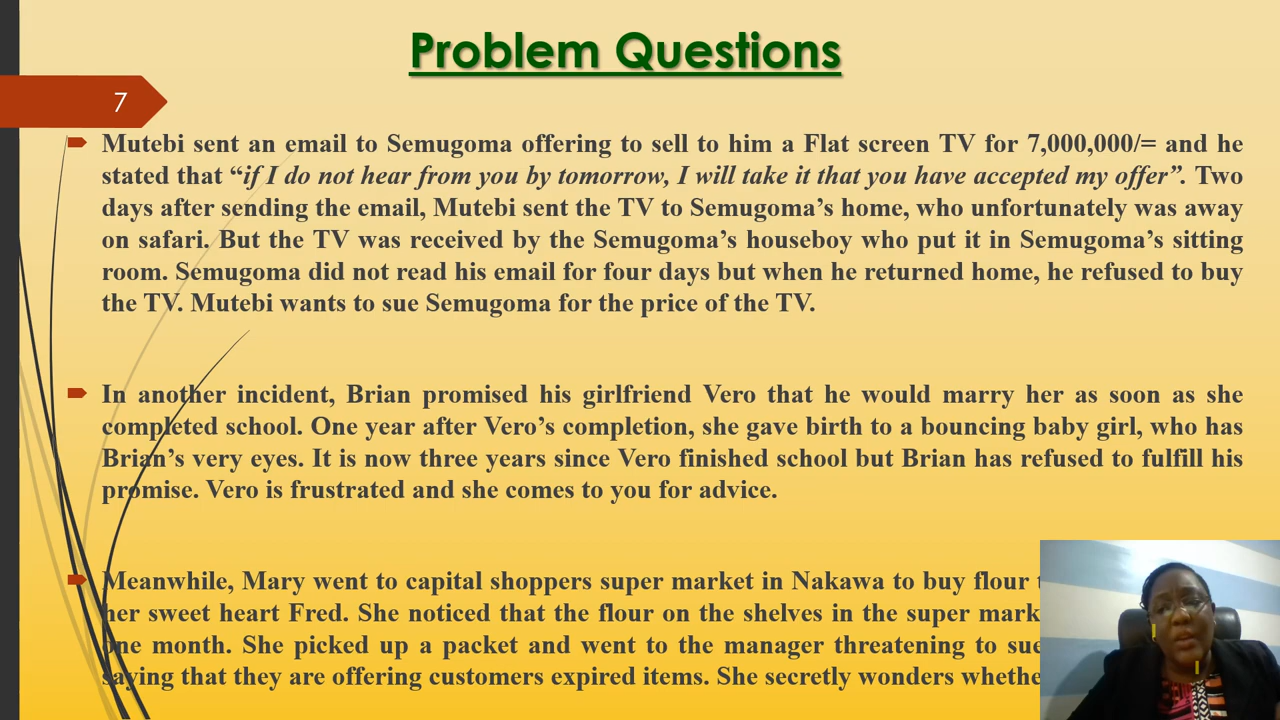 Problem Questions
7
Mutebi sent an email to Semugoma offering to sell to him a Flat screen TV for 7,000,000/= and he
stated that “if I do not hear from you by tomorrow, I will take it that you have accepted my offer”. Two
days after sending the email, Mutebi sent the TV to Semugoma’s home, who unfortunately was away
on safari. But the TV was received by the Semugoma’s houseboy who put it in Semugoma’s sitting
room. Semugoma did not read his email for four days but when he returned home, he refused to buy
the TV. Mutebi wants to sue Semugoma for the price of the TV.
In another incident, Brian promised his girlfriend Vero that he would marry her as soon as she
completed school. One year after Vero’s completion, she gave birth to a bouncing baby girl, who has
Brian’s very eyes. It is now three years since Vero finished school but Brian has refused to fulfill his
promise. Vero is frustrated and she comes to you for advice.
Meanwhile, Mary went to capital shoppers super market in Nakawa to buy flour
her sweet heart Fred. She noticed that the flour on the shelves in the super
one month. She picked up a packet and went to the manager threatening to sue
saying that they are offering customers expired items. She secretly wonders